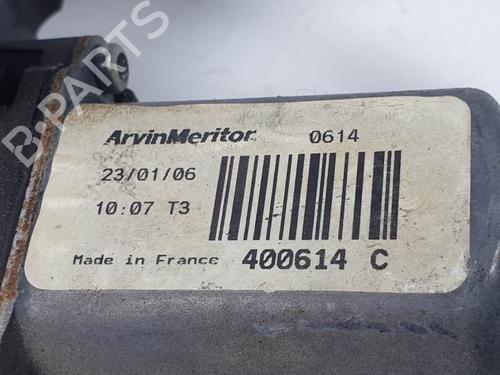 B-PARTS
ArvinMeritor 0614
23/01/06
10:07 T3
Made in France 400614 C